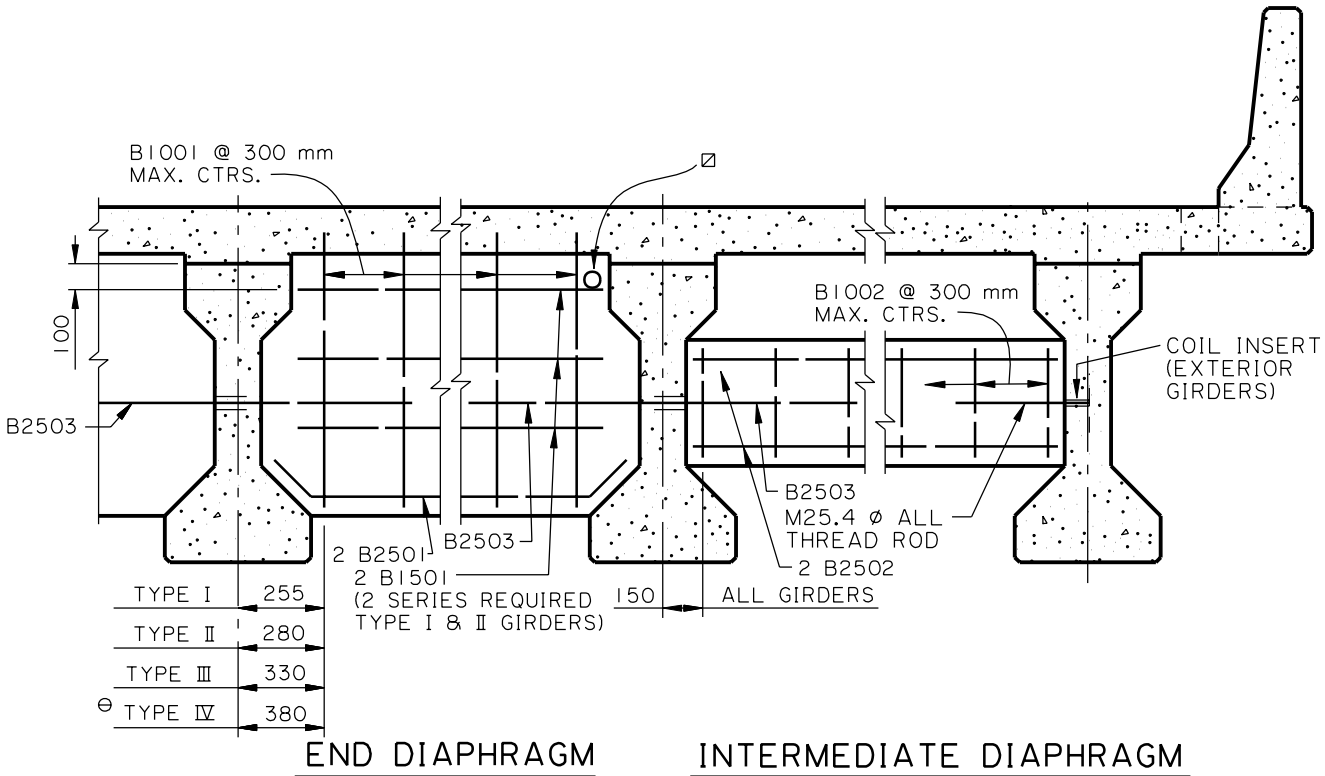 B1001 @ 300 mm
MAX. CTRS.
B1002 @ 300 mm
MAX. CTRS.
100
COIL INSERT
(EXTERIOR
GIRDERS)
B2503
B2503
B2503
M25.4 ø ALL
THREAD ROD
2 B2501
2 B1501
(2 SERIES REQUIRED
TYPE I & II GIRDERS)
2 B2502
150 ALL GIRDERS
TYPE I 255
TYPE II 280
TYPE III 330
⊖ TYPE IV 380
END DIAPHRAGM
INTERMEDIATE DIAPHRAGM